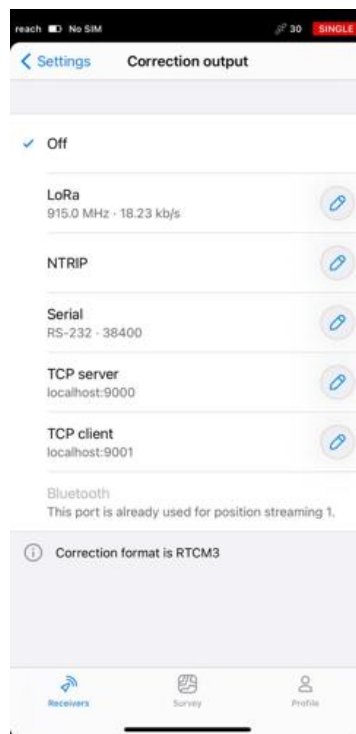 reach No SIM 30 SINGLE
Settings Correction output
Off
LoRa
915.0 MHz · 18.23 kb/s
NTRIP
Serial
RS-232 · 38400
TCP server
localhost:9000
TCP client
localhost:9001
Bluetooth
This port is already used for position streaming 1.
Correction format is RTCM3
Receivers Survey Profile